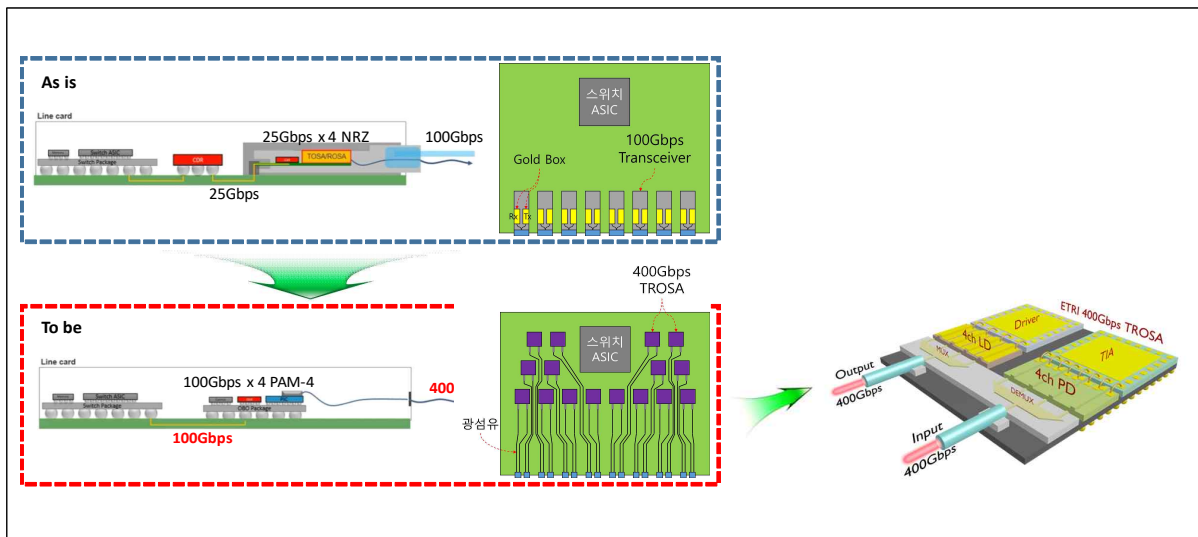 As is
Line card
Switch ASIC
Switch Package
CDR
25Gbps
25Gbps x 4 NRZ
TOSA/ROSA
100Gbps
스위치
ASIC
Gold Box
100Gbps
Transceiver
Rx
Tx
To be
Line card
Switch ASIC
Switch Package
100Gbps
100Gbps x 4 PAM-4
OBO Package
400
400Gbps
TROSA
스위치
ASIC
광섬유
ETRI 400Gbps TROSA
Driver
4ch LD
MUX
TIA
4ch PD
DEMUX
Output
400Gbps
Input
400Gbps